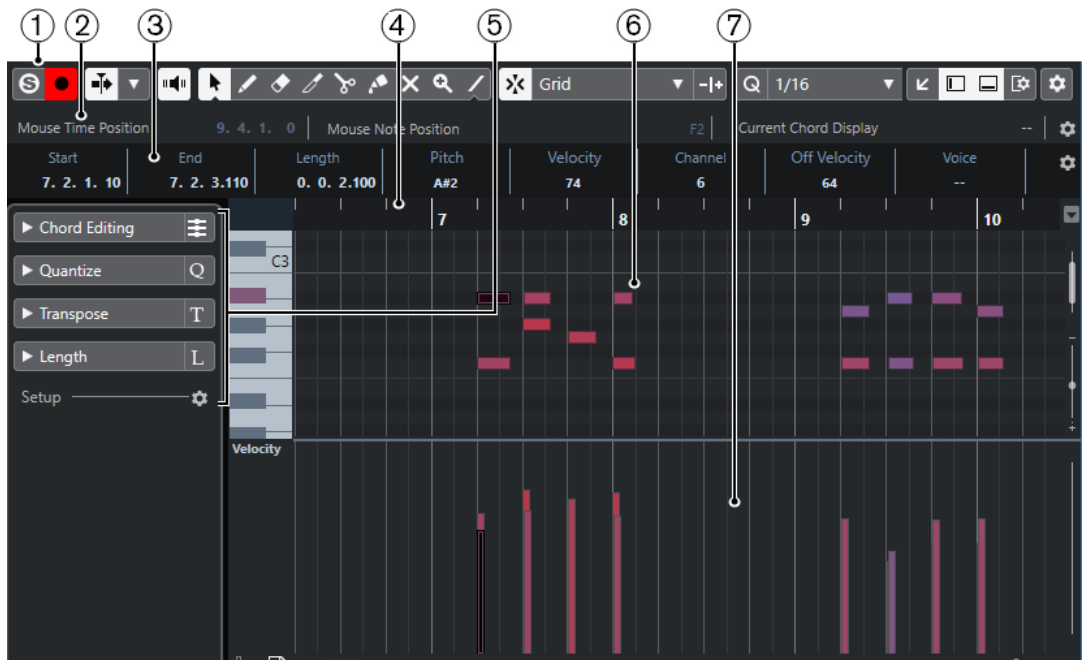 ① ② ③ ④ ⑤ ⑥ ⑦
Grid Q 1/16
Mouse Time Position 9. 4. 1. 0 Mouse Note Position F2 Current Chord Display --
Start End Length Pitch Velocity Channel Off Velocity Voice
7. 2. 1. 10 7. 2. 3.110 0. 0. 2.100 A#2 74 6 64 --
7 8 9 10
Chord Editing
C3
Quantize Q
Transpose T
Length L
Setup
Velocity